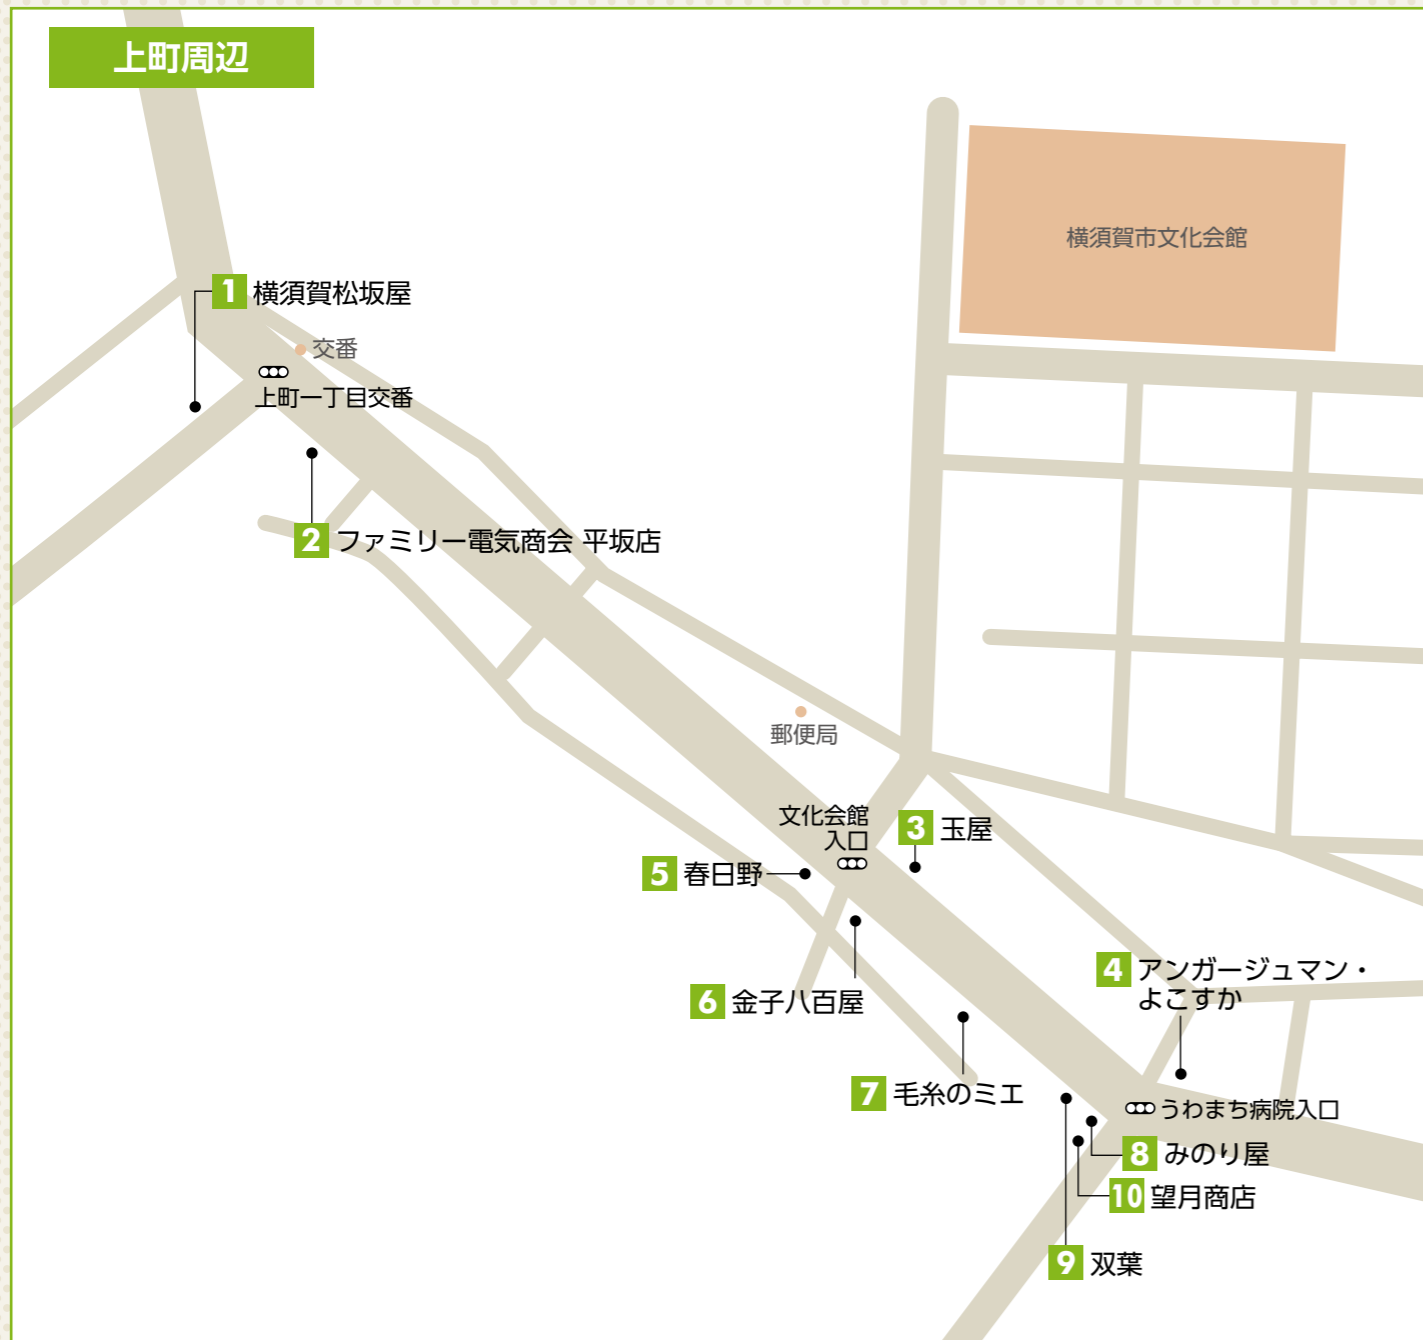 上町周辺
横須賀市文化会館
1 横須賀松坂屋
交番
上町一丁目交番
2 ファミリー電気商会 平坂店
郵便局
文化会館
入口
3 玉屋
5 春日野
4 アンガージュマン・
よこすか
6 金子八百屋
7 毛糸のミエ
うわまち病院入口
8 みのり屋
10 望月商店
9 双葉